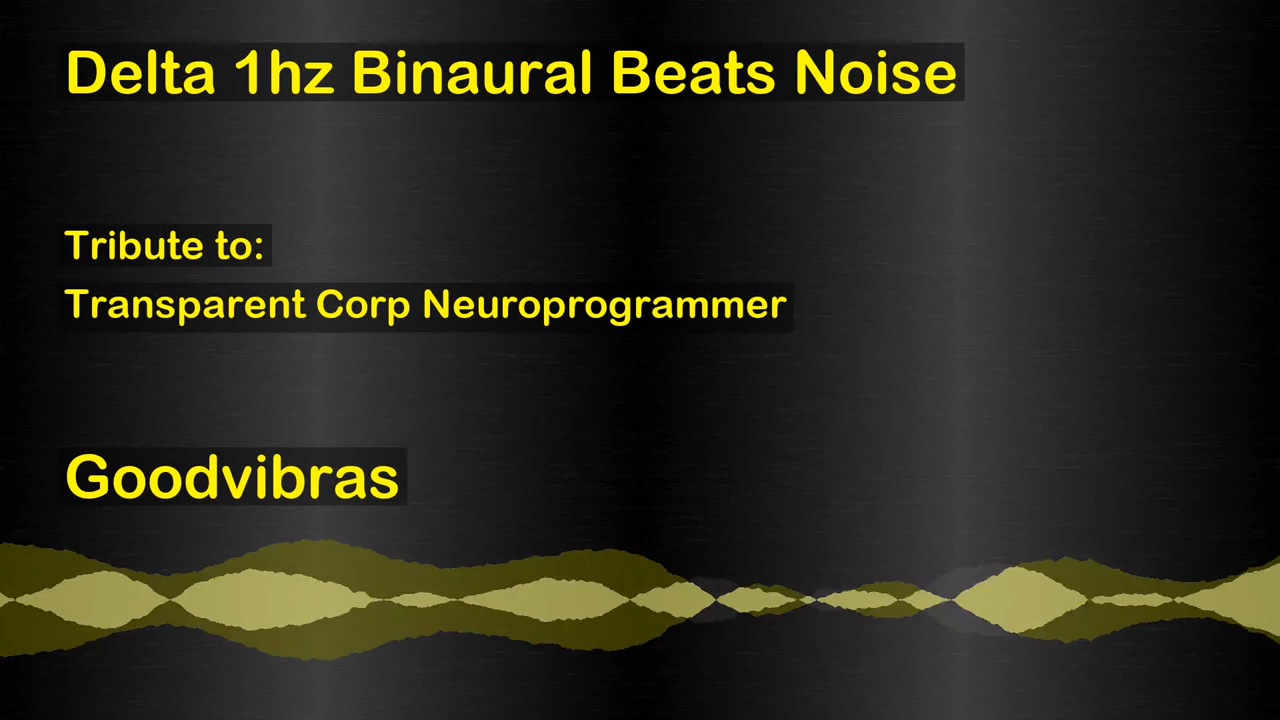 Delta 1hz Binaural Beats Noise
Tribute to:
Transparent Corp Neuroprogrammer
Goodvibras